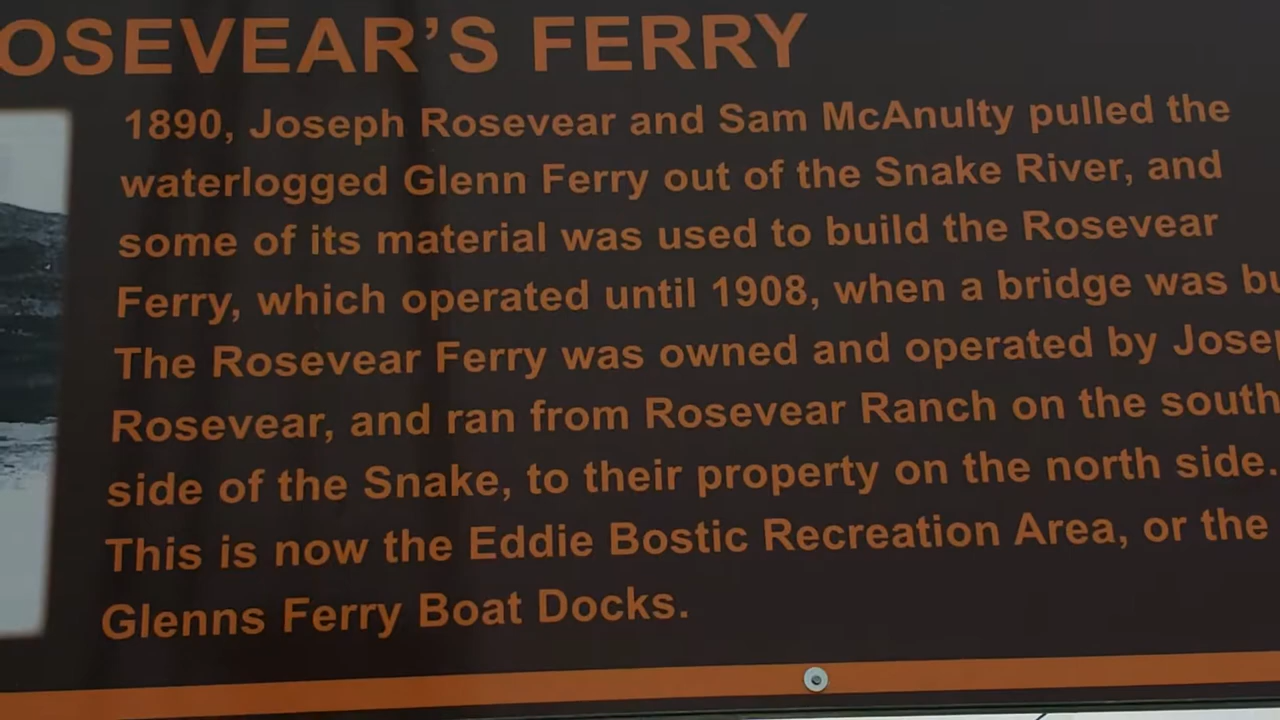 OSEVEAR'S FERRY
1890, Joseph Rosevear and Sam McAnulty pulled the
waterlogged Glenn Ferry out of the Snake River, and
some of its material was used to build the Rosevear
Ferry, which operated until 1908, when a bridge was bu
The Rosevear Ferry was owned and operated by Josep
Rosevear, and ran from Rosevear Ranch on the south
side of the Snake, to their property on the north side.
This is now the Eddie Bostic Recreation Area, or the
Glenns Ferry Boat Docks.